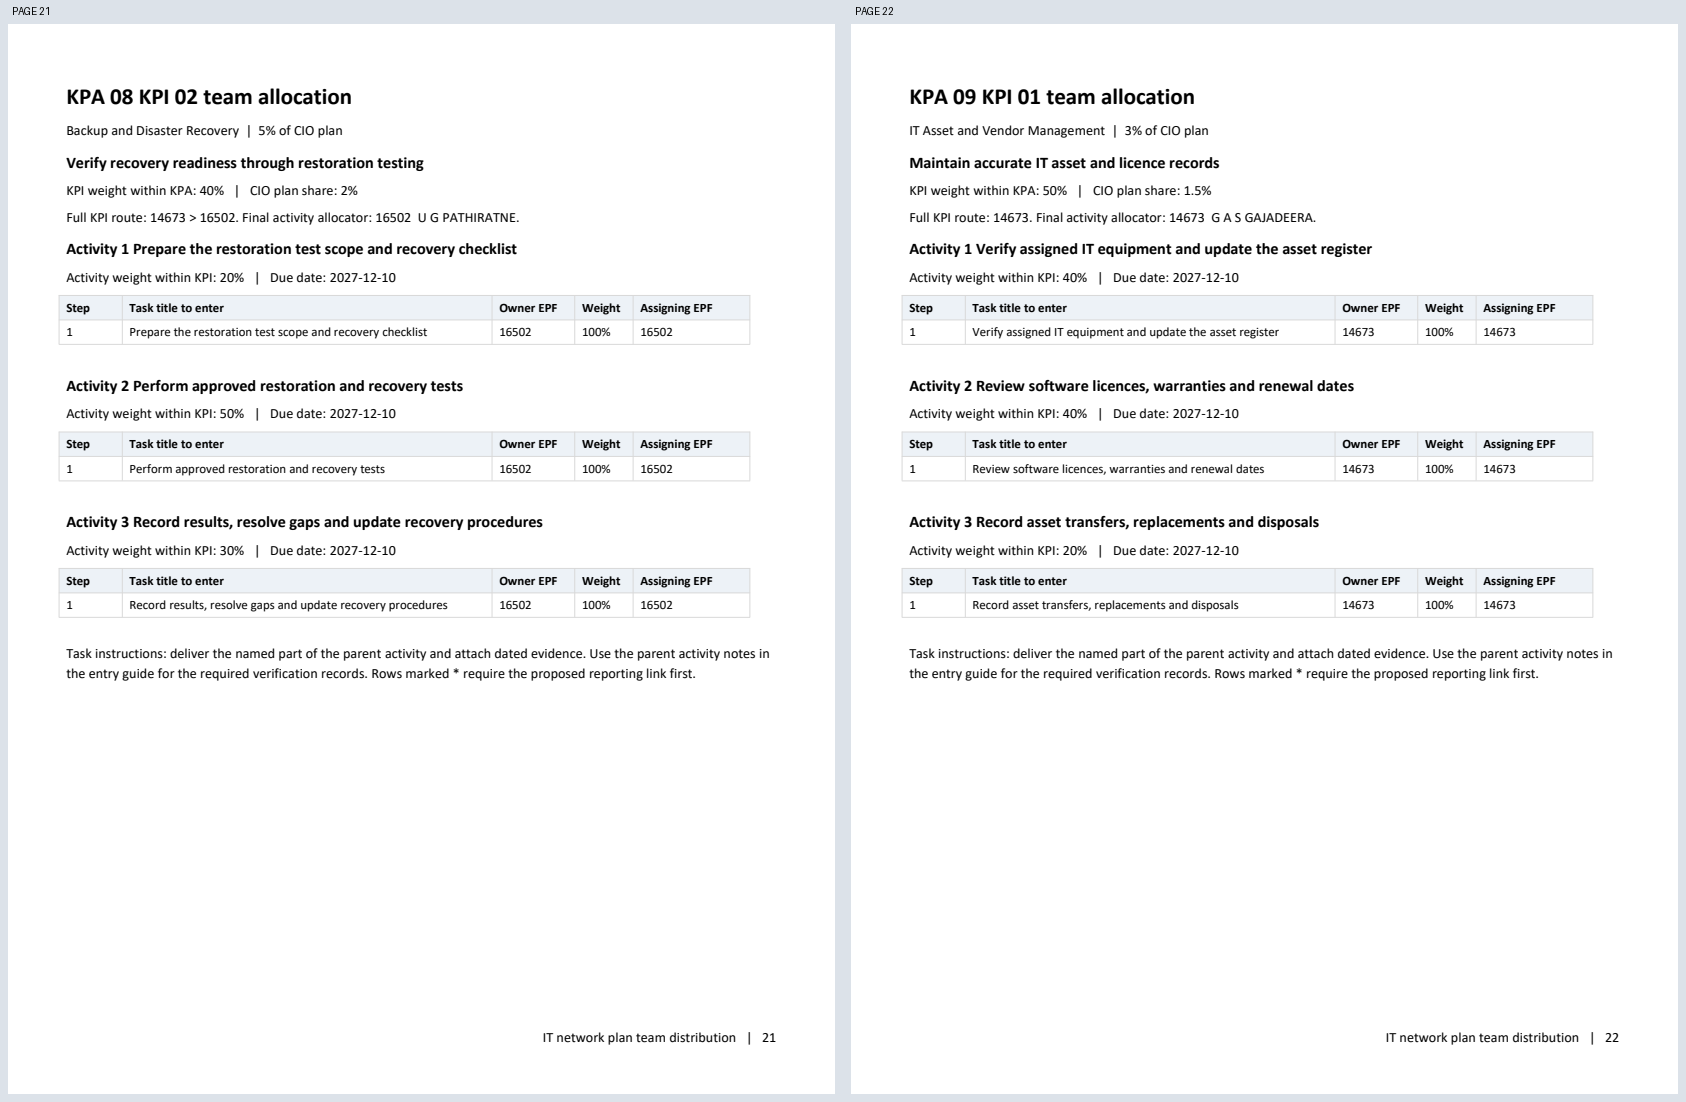 PAGE 21
KPA 08 KPI 02 team allocation
Backup and Disaster Recovery | 5% of CIO plan
Verify recovery readiness through restoration testing
KPI weight within KPA: 40% | CIO plan share: 2%
Full KPI route: 14673 > 16502. Final activity allocator: 16502 U G PATHIRATNE.
Activity 1 Prepare the restoration test scope and recovery checklist
Activity weight within KPI: 20% | Due date: 2027-12-10
Step Task title to enter Owner EPF Weight Assigning EPF
1 Prepare the restoration test scope and recovery checklist 16502 100% 16502
Activity 2 Perform approved restoration and recovery tests
Activity weight within KPI: 50% | Due date: 2027-12-10
Step Task title to enter Owner EPF Weight Assigning EPF
1 Perform approved restoration and recovery tests 16502 100% 16502
Activity 3 Record results, resolve gaps and update recovery procedures
Activity weight within KPI: 30% | Due date: 2027-12-10
Step Task title to enter Owner EPF Weight Assigning EPF
1 Record results, resolve gaps and update recovery procedures 16502 100% 16502
Task instructions: deliver the named part of the parent activity and attach dated evidence. Use the parent activity notes in
the entry guide for the required verification records. Rows marked * require the proposed reporting link first.
IT network plan team distribution | 21
PAGE 22
KPA 09 KPI 01 team allocation
IT Asset and Vendor Management | 3% of CIO plan
Maintain accurate IT asset and licence records
KPI weight within KPA: 50% | CIO plan share: 1.5%
Full KPI route: 14673. Final activity allocator: 14673 G A S GAJADEERA.
Activity 1 Verify assigned IT equipment and update the asset register
Activity weight within KPI: 40% | Due date: 2027-12-10
Step Task title to enter Owner EPF Weight Assigning EPF
1 Verify assigned IT equipment and update the asset register 14673 100% 14673
Activity 2 Review software licences, warranties and renewal dates
Activity weight within KPI: 40% | Due date: 2027-12-10
Step Task title to enter Owner EPF Weight Assigning EPF
1 Review software licences, warranties and renewal dates 14673 100% 14673
Activity 3 Record asset transfers, replacements and disposals
Activity weight within KPI: 20% | Due date: 2027-12-10
Step Task title to enter Owner EPF Weight Assigning EPF
1 Record asset transfers, replacements and disposals 14673 100% 14673
Task instructions: deliver the named part of the parent activity and attach dated evidence. Use the parent activity notes in
the entry guide for the required verification records. Rows marked * require the proposed reporting link first.
IT network plan team distribution | 22